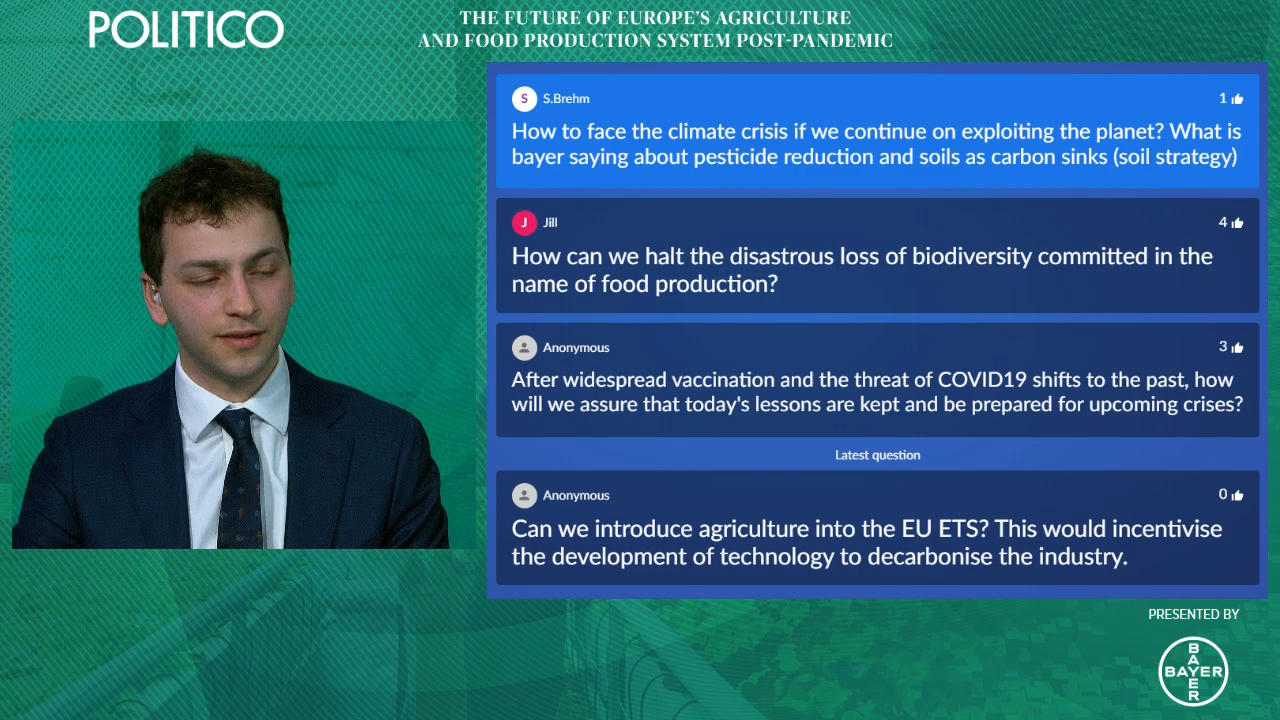 POLITICO
THE FUTURE OF EUROPE'S AGRICULTURE
AND FOOD PRODUCTION SYSTEM POST-PANDEMIC
S
S.Brehm
1
How to face the climate crisis if we continue on exploiting the planet? What is
bayer saying about pesticide reduction and soils as carbon sinks (soil strategy)
J
Jill
4
How can we halt the disastrous loss of biodiversity committed in the
name of food production?
Anonymous
3
After widespread vaccination and the threat of COVID19 shifts to the past, how
will we assure that today's lessons are kept and be prepared for upcoming crises?
Latest question
Anonymous
0
Can we introduce agriculture into the EU ETS? This would incentivise
the development of technology to decarbonise the industry.
PRESENTED BY
BAYER
BAYER